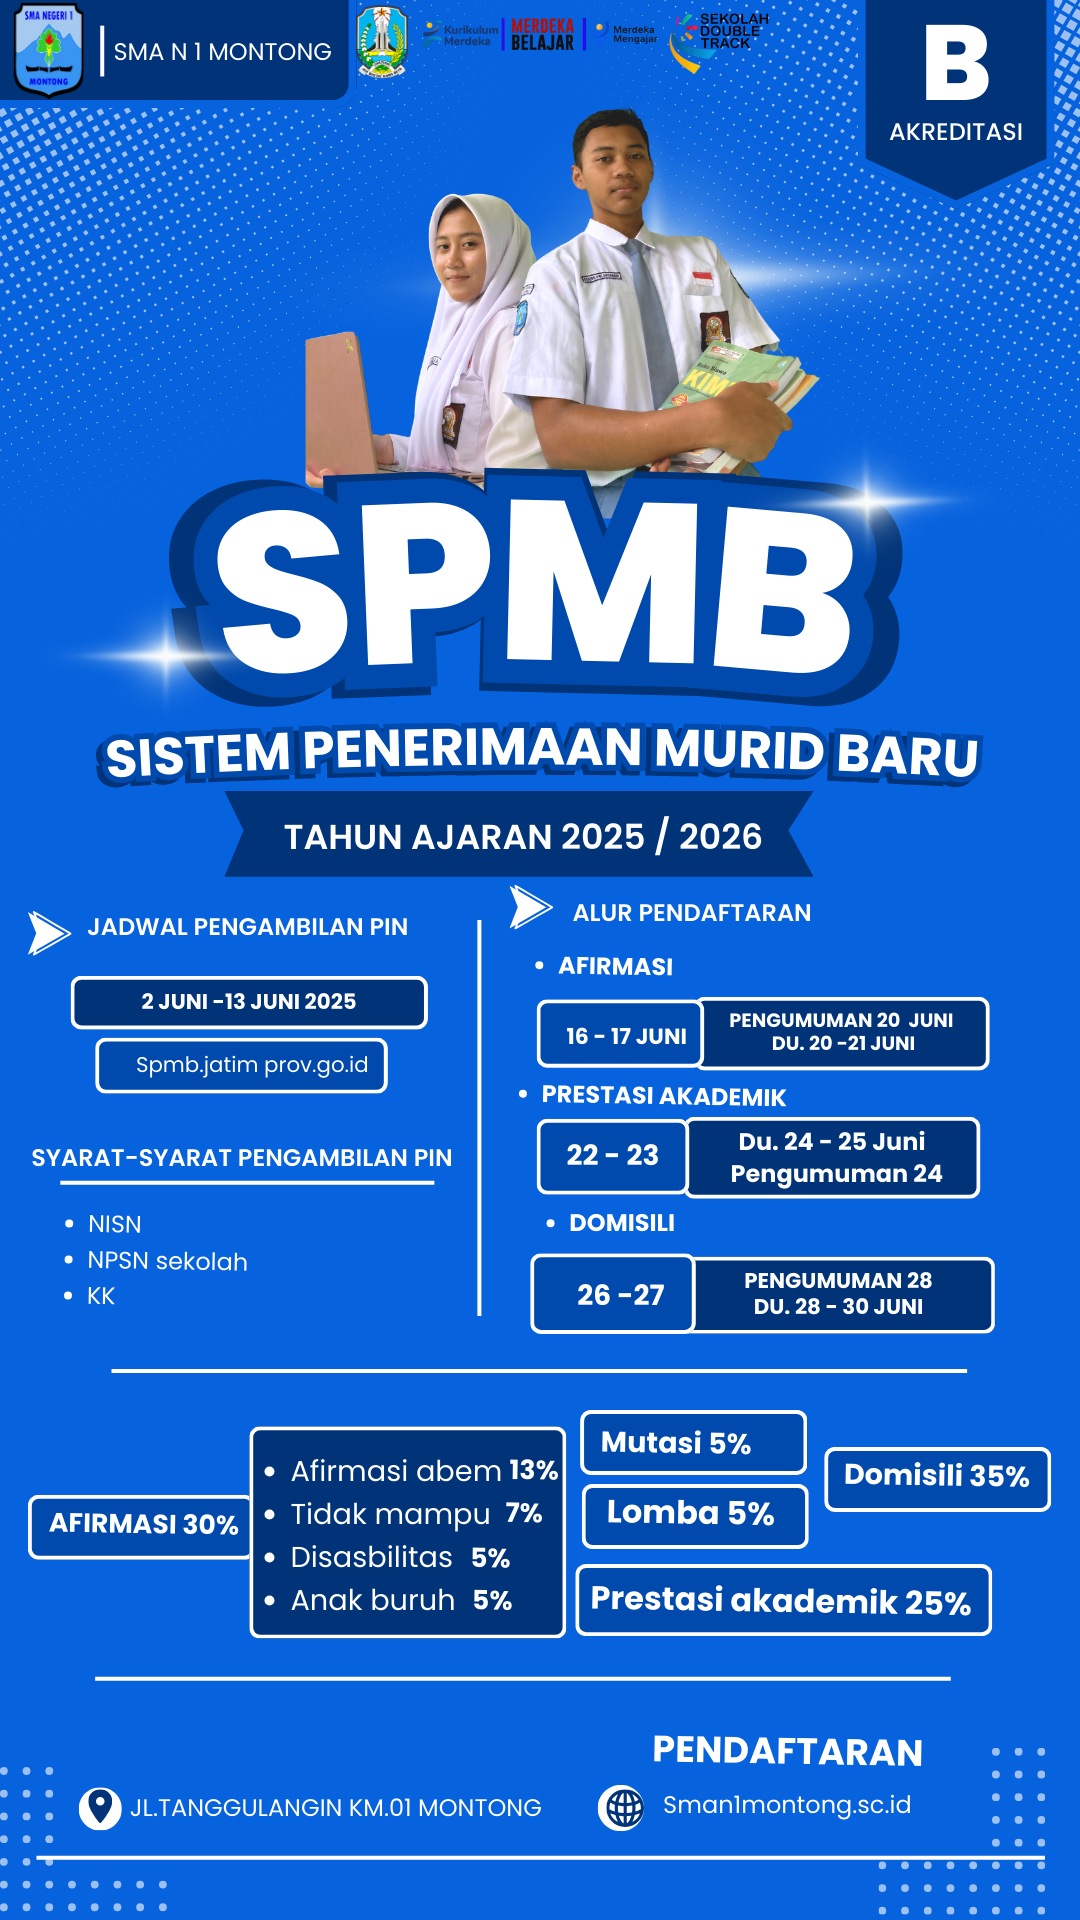 SMA NEGERI 1
MONTONG
SMA N 1 MONTONG
Kurikulum
Merdeka
MERDEKA
BELAJAR
Merdeka
Mengajar
SEKOLAH
DOUBLE
TRACK
B
AKREDITASI
Buku Siswa
KIM
SPMB
SISTEM PENERIMAAN MURID BARU
TAHUN AJARAN 2025 / 2026
JADWAL PENGAMBILAN PIN
2 JUNI -13 JUNI 2025
Spmb.jatim prov.go.id
SYARAT-SYARAT PENGAMBILAN PIN
• NISN
• NPSN sekolah
• KK
ALUR PENDAFTARAN
• AFIRMASI
16 - 17 JUNI
PENGUMUMAN 20 JUNI
DU. 20 -21 JUNI
• PRESTASI AKADEMIK
22 - 23
Du. 24 - 25 Juni
Pengumuman 24
• DOMISILI
26 -27
PENGUMUMAN 28
DU. 28 - 30 JUNI
AFIRMASI 30%
• Afirmasi abem 13%
• Tidak mampu 7%
• Disasbilitas 5%
• Anak buruh 5%
Mutasi 5%
Lomba 5%
Domisili 35%
Prestasi akademik 25%
PENDAFTARAN
JL.TANGGULANGIN KM.01 MONTONG
Sman1montong.sc.id